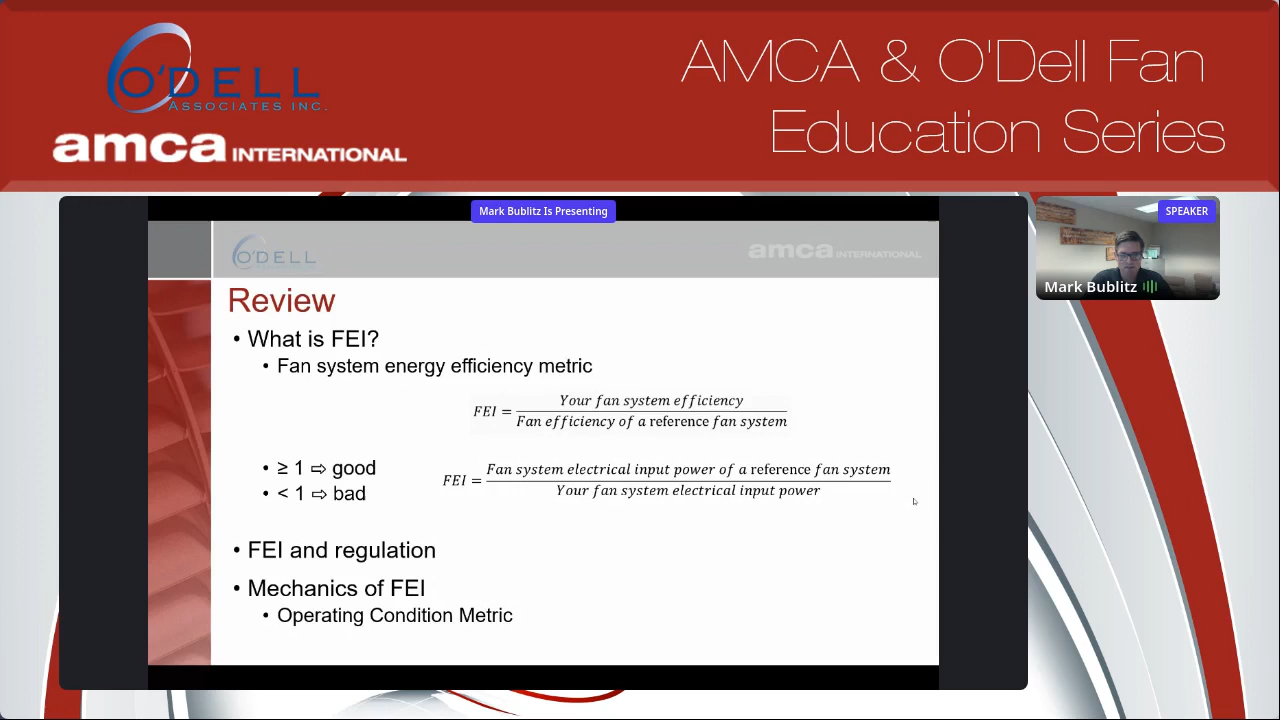 O'DELL
ASSOCIATES INC.
amca INTERNATIONAL
AMCA & O'Dell Fan
Education Series
Mark Bublitz Is Presenting
SPEAKER
Mark Bublitz
O'DELL
amca INTERNATIONAL
Review
• What is FEI?
• Fan system energy efficiency metric
FEI = Your fan system efficiency / Fan efficiency of a reference fan system
• ≥ 1 ⇨ good
• < 1 ⇨ bad
FEI = Fan system electrical input power of a reference fan system / Your fan system electrical input power
• FEI and regulation
• Mechanics of FEI
• Operating Condition Metric